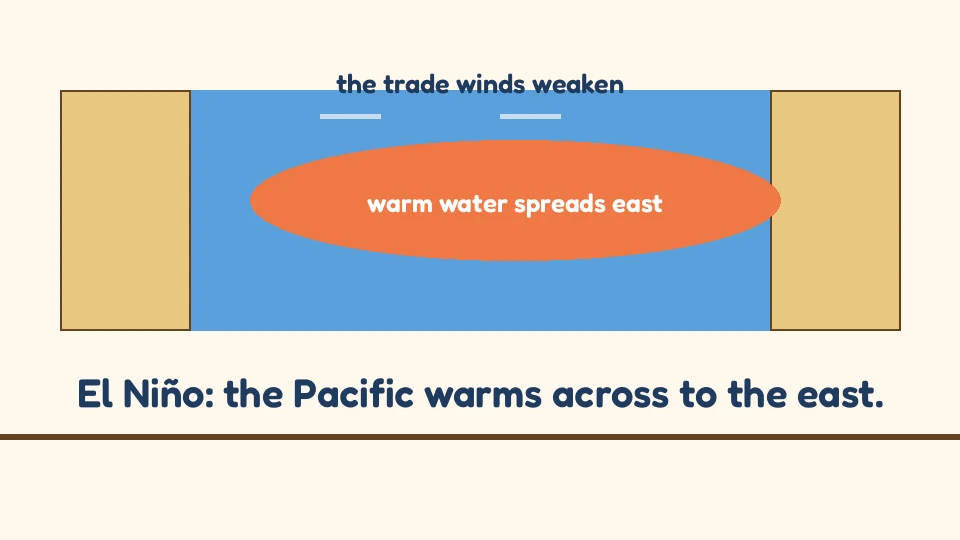 the trade winds weaken
warm water spreads east
El Niño: the Pacific warms across to the east.